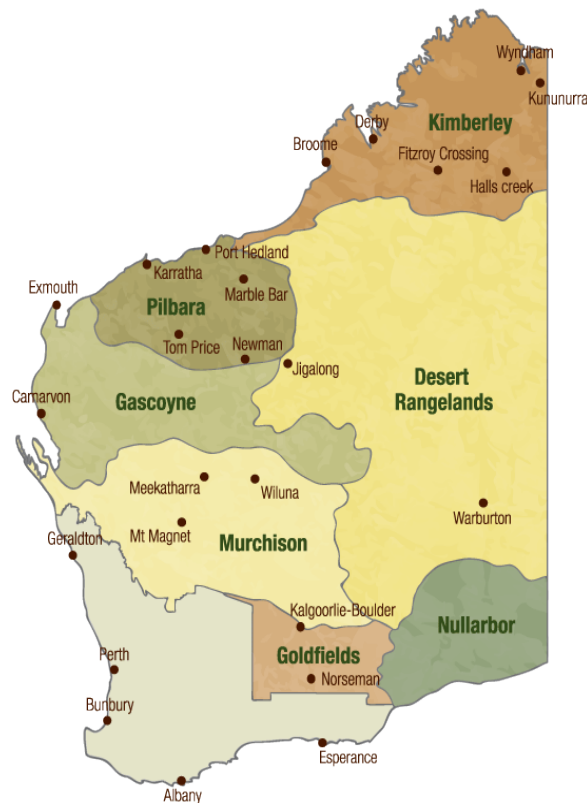 Wyndham
Kununurra
Kimberley
Derby
Broome
Fitzroy Crossing
Halls creek
Port Hedland
Karratha
Exmouth
Marble Bar
Pilbara
Tom Price
Newman
Jigalong
Desert
Rangelands
Gascoyne
Carnarvon
Meekatharra
Wiluna
Warburton
Mt Magnet
Murchison
Geraldton
Kalgoorlie-Boulder
Nullarbor
Goldfields
Perth
Norseman
Bunbury
Esperance
Albany